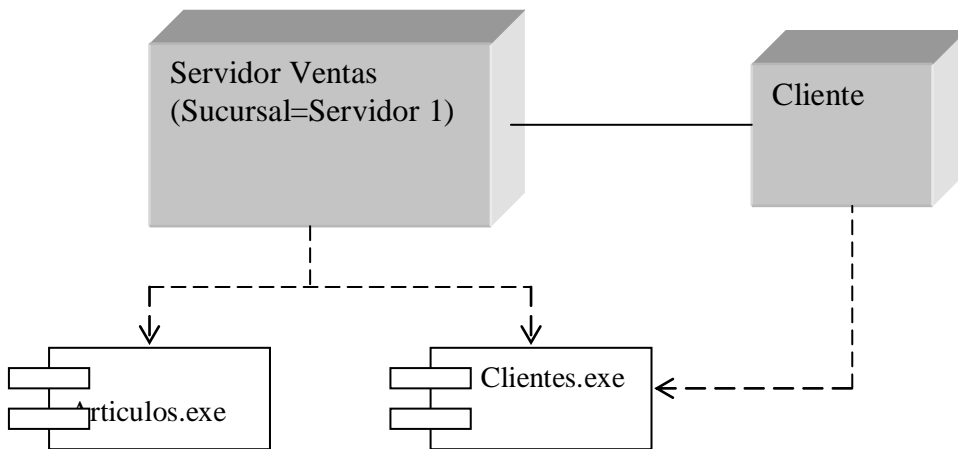 Servidor Ventas
(Sucursal=Servidor 1)
Cliente
Clientes.exe
Articulos.exe